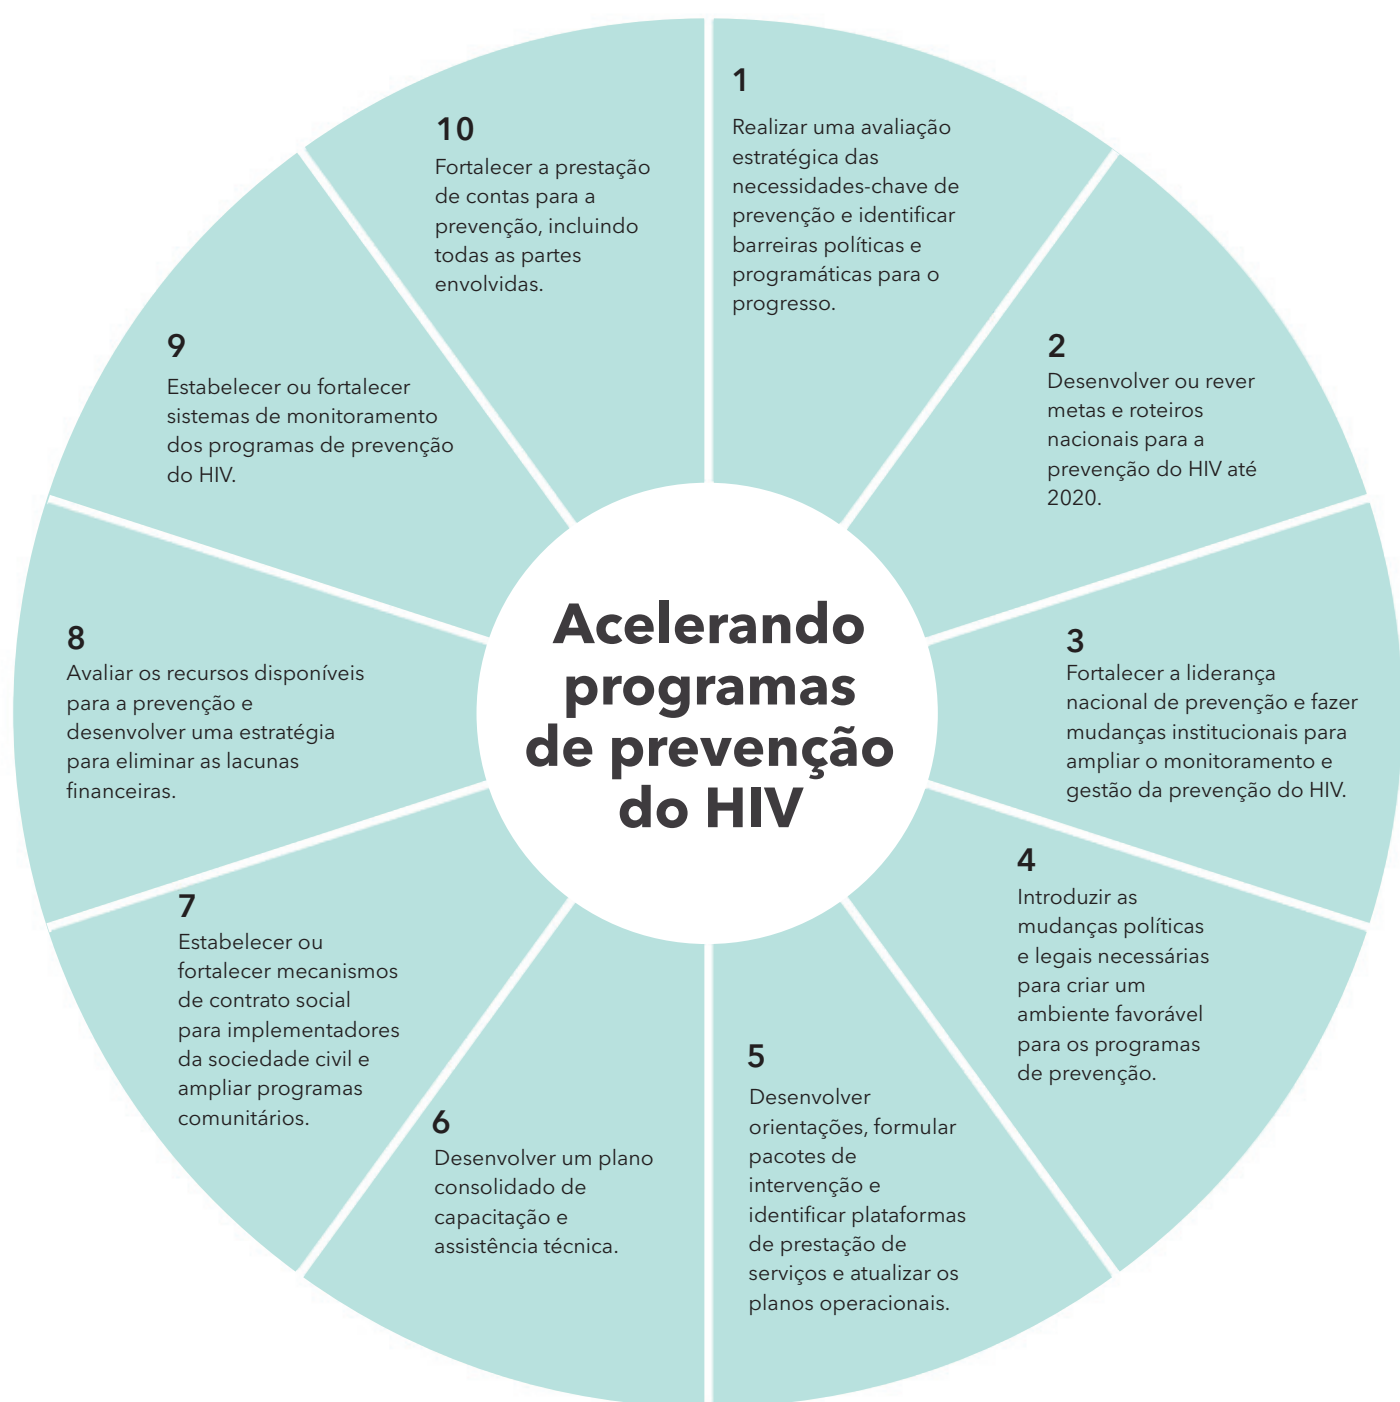 1
Realizar uma avaliação
estratégica das
necessidades-chave de
prevenção e identificar
barreiras políticas e
programáticas para o
progresso.
2
Desenvolver ou rever
metas e roteiros
nacionais para a
prevenção do HIV até
2020.
3
Fortalecer a liderança
nacional de prevenção e fazer
mudanças institucionais para
ampliar o monitoramento e
gestão da prevenção do HIV.
4
Introduzir as
mudanças políticas
e legais necessárias
para criar um
ambiente favorável
para os programas
de prevenção.
5
Desenvolver
orientações, formular
pacotes de
intervenção e
identificar plataformas
de prestação de
serviços e atualizar os
planos operacionais.
6
Desenvolver um plano
consolidado de
capacitação e
assistência técnica.
7
Estabelecer ou
fortalecer mecanismos
de contrato social
para implementadores
da sociedade civil e
ampliar programas
comunitários.
8
Avaliar os recursos disponíveis
para a prevenção e
desenvolver uma estratégia
para eliminar as lacunas
financeiras.
9
Estabelecer ou fortalecer
sistemas de monitoramento
dos programas de prevenção
do HIV.
10
Fortalecer a prestação
de contas para a
prevenção, incluindo
todas as partes
envolvidas.
Acelerando
programas
de prevenção
do HIV